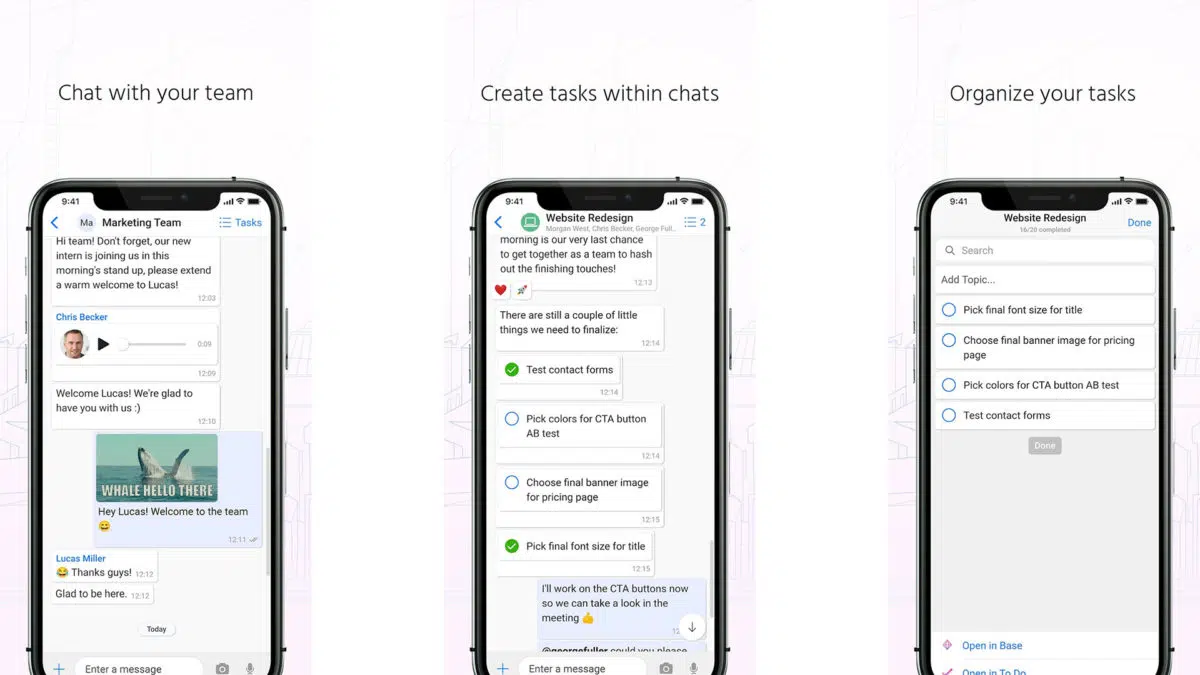 Chat with your team
9:41
Ma Marketing Team Tasks
Hi team! Don't forget, our new
intern is joining us in this
morning's stand up, please extend
a warm welcome to Lucas!
12:03
Chris Becker
0:09
12:09
Welcome Lucas! We're glad to
have you with us :)
12:10
WHALE HELLO THERE
Hey Lucas! Welcome to the team
😄
12:11
Lucas Miller
😂 Thanks guys! 12:12
Glad to be here. 12:12
Today
Enter a message
Create tasks within chats
9:41
Website Redesign
Morgan West, Chris Becker, George Full..
2
morning is our very last chance
to get together as a team to hash
out the finishing touches!
12:13
There are still a couple of little
things we need to finalize:
12:14
Test contact forms
12:14
Pick colors for CTA button
AB test
12:14
Choose final banner image
for pricing page
12:15
Pick final font size for title
12:15
I'll work on the CTA buttons now
so we can take a look in the
meeting 👍
@georgefuller could you please
Enter a message
Organize your tasks
9:41
Website Redesign
16/20 completed
Done
Search
Add Topic...
Pick final font size for title
Choose final banner image for pricing
page
Pick colors for CTA button AB test
Test contact forms
Done
Open in Base
Open in To Do